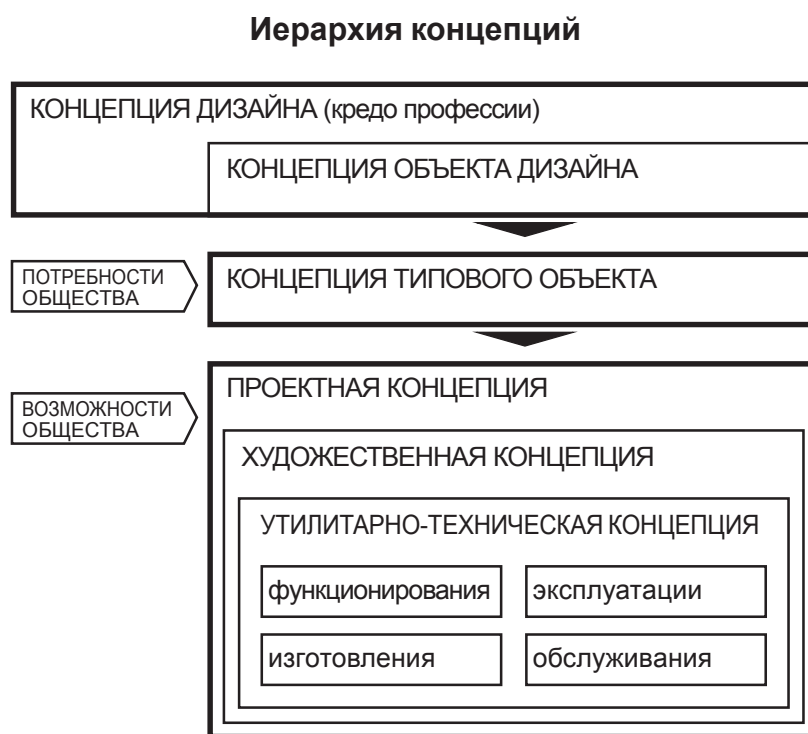 Иерархия концепций
КОНЦЕПЦИЯ ДИЗАЙНА (кредо профессии)
КОНЦЕПЦИЯ ОБЪЕКТА ДИЗАЙНА
ПОТРЕБНОСТИ
ОБЩЕСТВА
КОНЦЕПЦИЯ ТИПОВОГО ОБЪЕКТА
ВОЗМОЖНОСТИ
ОБЩЕСТВА
ПРОЕКТНАЯ КОНЦЕПЦИЯ
ХУДОЖЕСТВЕННАЯ КОНЦЕПЦИЯ
УТИЛИТАРНО-ТЕХНИЧЕСКАЯ КОНЦЕПЦИЯ
функционирования
эксплуатации
изготовления
обслуживания